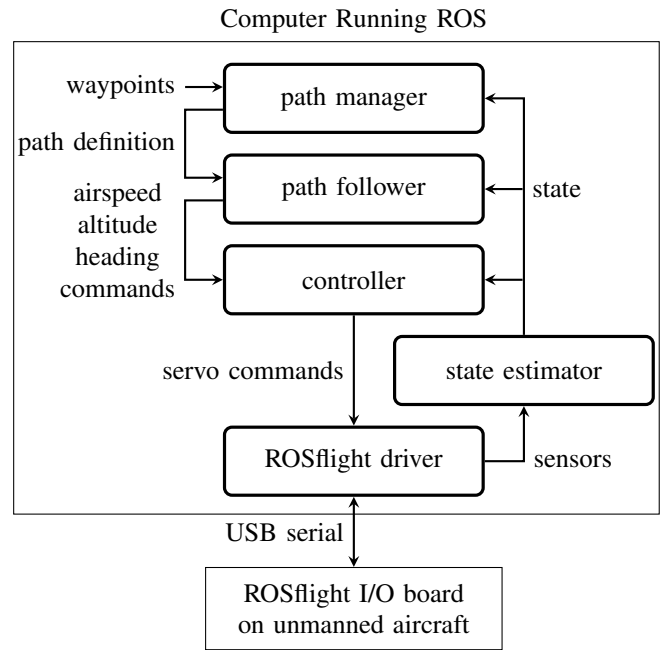 Computer Running ROS
waypoints
path manager
path definition
airspeed
altitude
heading
commands
path follower
state
controller
servo commands
state estimator
ROSflight driver
sensors
USB serial
ROSflight I/O board
on unmanned aircraft